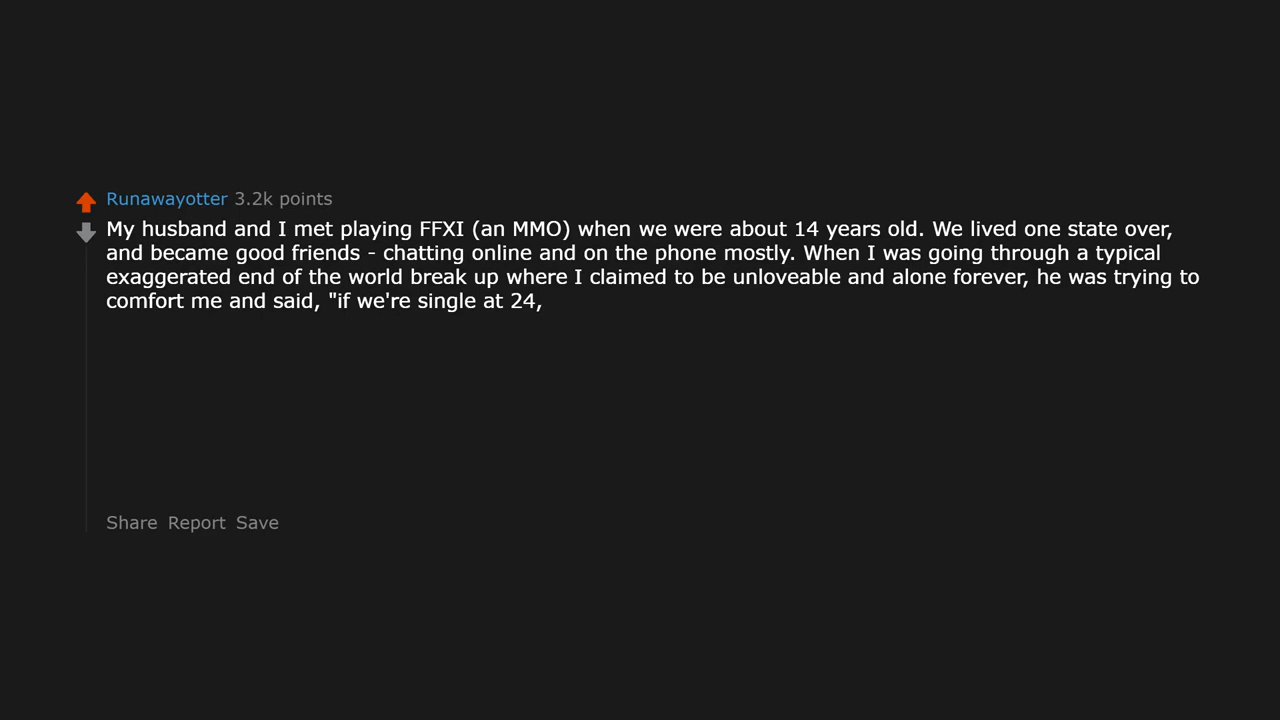 Runawayotter 3.2k points
My husband and I met playing FFXI (an MMO) when we were about 14 years old. We lived one state over,
and became good friends - chatting online and on the phone mostly. When I was going through a typical
exaggerated end of the world break up where I claimed to be unloveable and alone forever, he was trying to
comfort me and said, "if we're single at 24,
Share Report Save